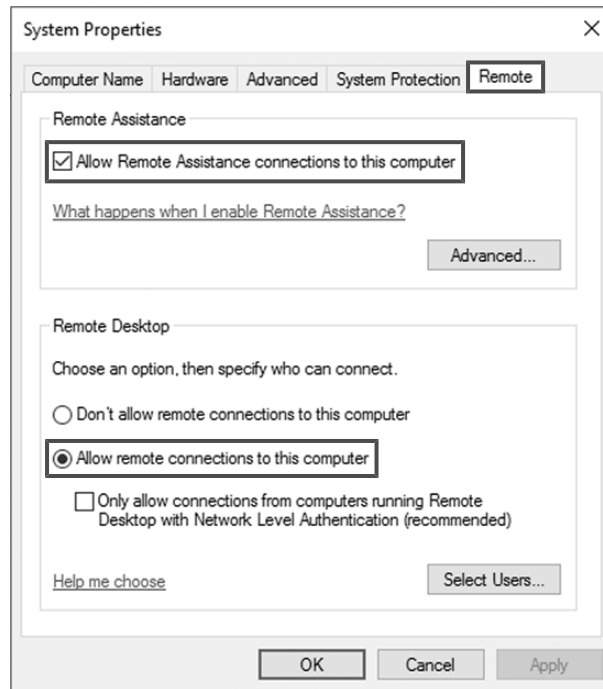 System Properties
Computer Name Hardware Advanced System Protection Remote
Remote Assistance
Allow Remote Assistance connections to this computer
What happens when I enable Remote Assistance?
Advanced...
Remote Desktop
Choose an option, then specify who can connect.
Don't allow remote connections to this computer
Allow remote connections to this computer
Only allow connections from computers running Remote
Desktop with Network Level Authentication (recommended)
Help me choose
Select Users...
OK Cancel Apply